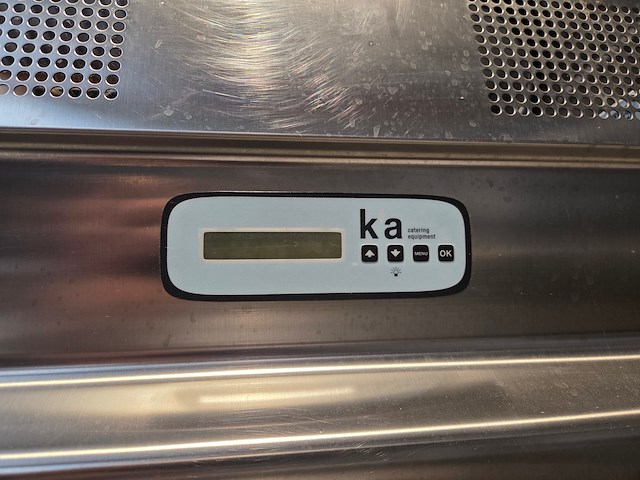 ka
catering
equipment
MENU OK